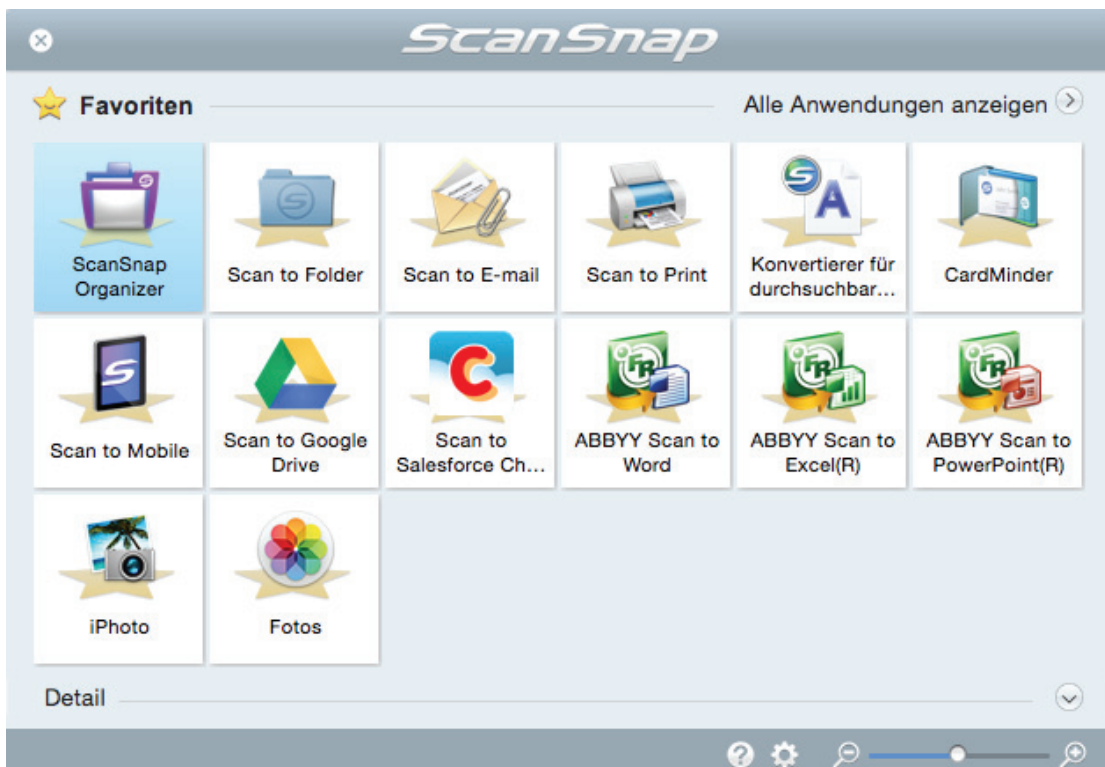 ScanSnap
Favoriten
Alle Anwendungen anzeigen
ScanSnap
Organizer
Scan to Folder
Scan to E-mail
Scan to Print
Konvertierer für
durchsuchbar...
CardMinder
Scan to Mobile
Scan to Google
Drive
Scan to
Salesforce Ch...
ABBYY Scan to
Word
ABBYY Scan to
Excel(R)
ABBYY Scan to
PowerPoint(R)
iPhoto
Fotos
Detail